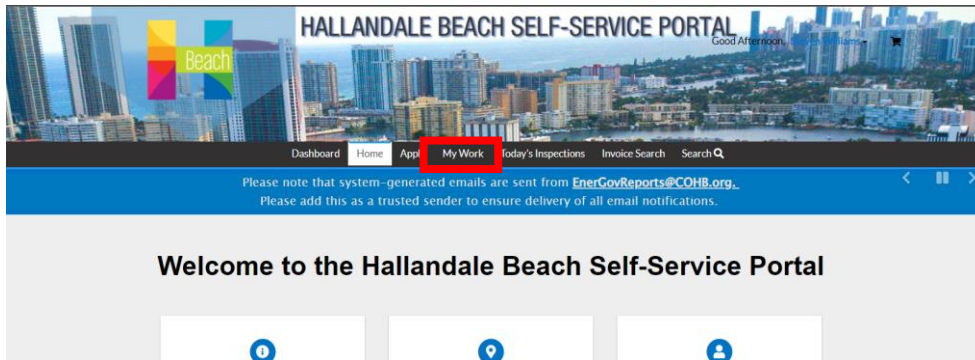 HALLANDALE BEACH SELF-SERVICE PORTAL
Good Afternoon, Williams
Beach
Dashboard Home Appl My Work Today's Inspections Invoice Search Search
Please note that system-generated emails are sent from EnerGovReports@COHB.org.
Please add this as a trusted sender to ensure delivery of all email notifications.
Welcome to the Hallandale Beach Self-Service Portal